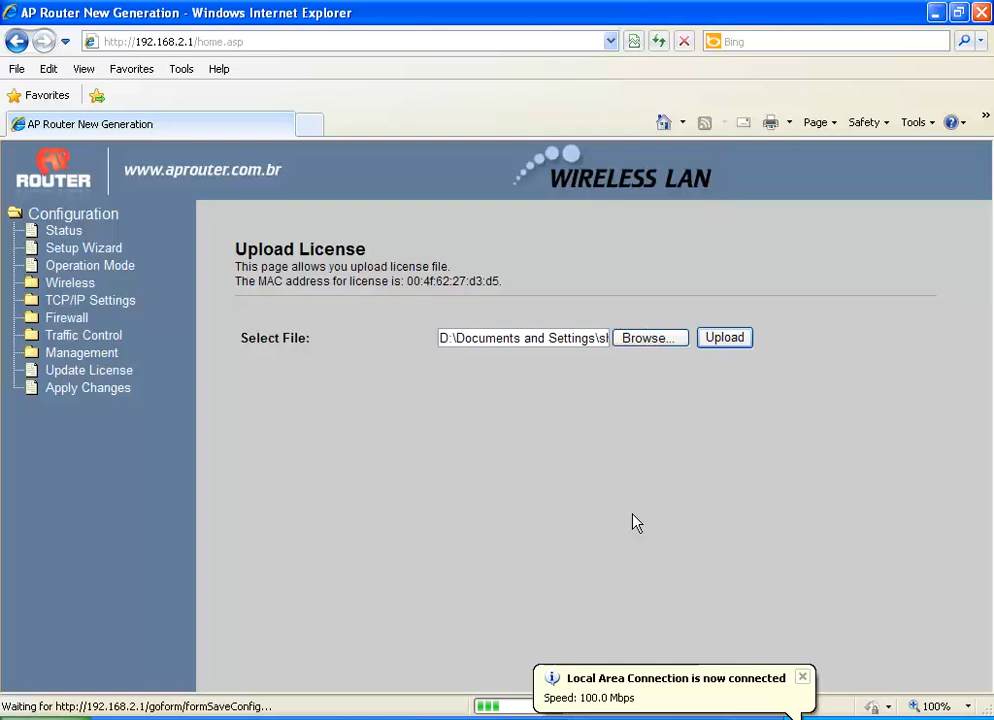 AP Router New Generation - Windows Internet Explorer
http://192.168.2.1/home.asp
Bing
File Edit View Favorites Tools Help
Favorites
AP Router New Generation
Page Safety Tools »
AP ROUTER
www.aprouter.com.br
WIRELESS LAN
Configuration
Status
Setup Wizard
Operation Mode
Wireless
TCP/IP Settings
Firewall
Traffic Control
Management
Update License
Apply Changes
Upload License
This page allows you upload license file.
The MAC address for license is: 00:4f:62:27:d3:d5.
Select File: D:\Documents and Settings\sl Browse... Upload
Local Area Connection is now connected
Speed: 100.0 Mbps
Waiting for http://192.168.2.1/goform/formSaveConfig... 100%